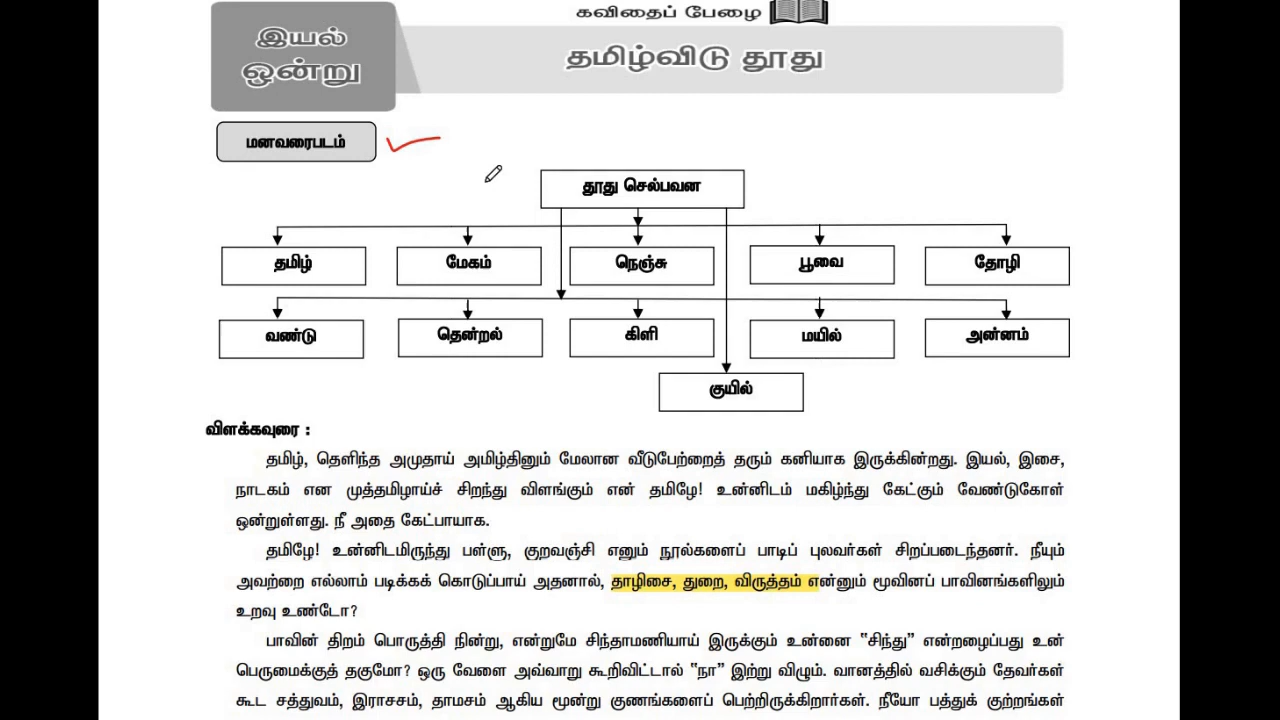 கவிதைப் பேழை
இயல்
ஒன்று
தமிழ்விடு தூது
மனவரைபடம்
தூது செல்பவன
தமிழ் மேகம் நெஞ்சு பூவை தோழி
வண்டு தென்றல் கிளி மயில் அன்னம்
குயில்
விளக்கவுரை :
தமிழ், தெளிந்த அமுதாய் அமிழ்தினும் மேலான வீடுபேற்றைத் தரும் கனியாக இருக்கின்றது. இயல், இசை,
நாடகம் என முத்தமிழாய்ச் சிறந்து விளங்கும் என் தமிழே! உன்னிடம் மகிழ்ந்து கேட்கும் வேண்டுகோள்
ஒன்றுள்ளது. நீ அதை கேட்பாயாக.
தமிழே! உன்னிடமிருந்து பள்ளு, குறவஞ்சி எனும் நூல்களைப் பாடிப் புலவர்கள் சிறப்படைந்தனர். நீயும்
அவற்றை எல்லாம் படிக்கக் கொடுப்பாய் அதனால், தாழிசை, துறை, விருத்தம் என்னும் மூவினப் பாவினங்களிலும்
உறவு உண்டோ?
பாவின் திறம் பொருத்தி நின்று, என்றுமே சிந்தாமணியாய் இருக்கும் உன்னை “சிந்து” என்றழைப்பது உன்
பெருமைக்குத் தகுமோ? ஒரு வேளை அவ்வாறு கூறிவிட்டால் “நா” இற்று விழும். வானத்தில் வசிக்கும் தேவர்கள்
கூட சத்துவம், இராசசம், தாமசம் ஆகிய மூன்று குணங்களைப் பெற்றிருக்கிறார்கள். நீயோ பத்துக் குற்றங்கள்